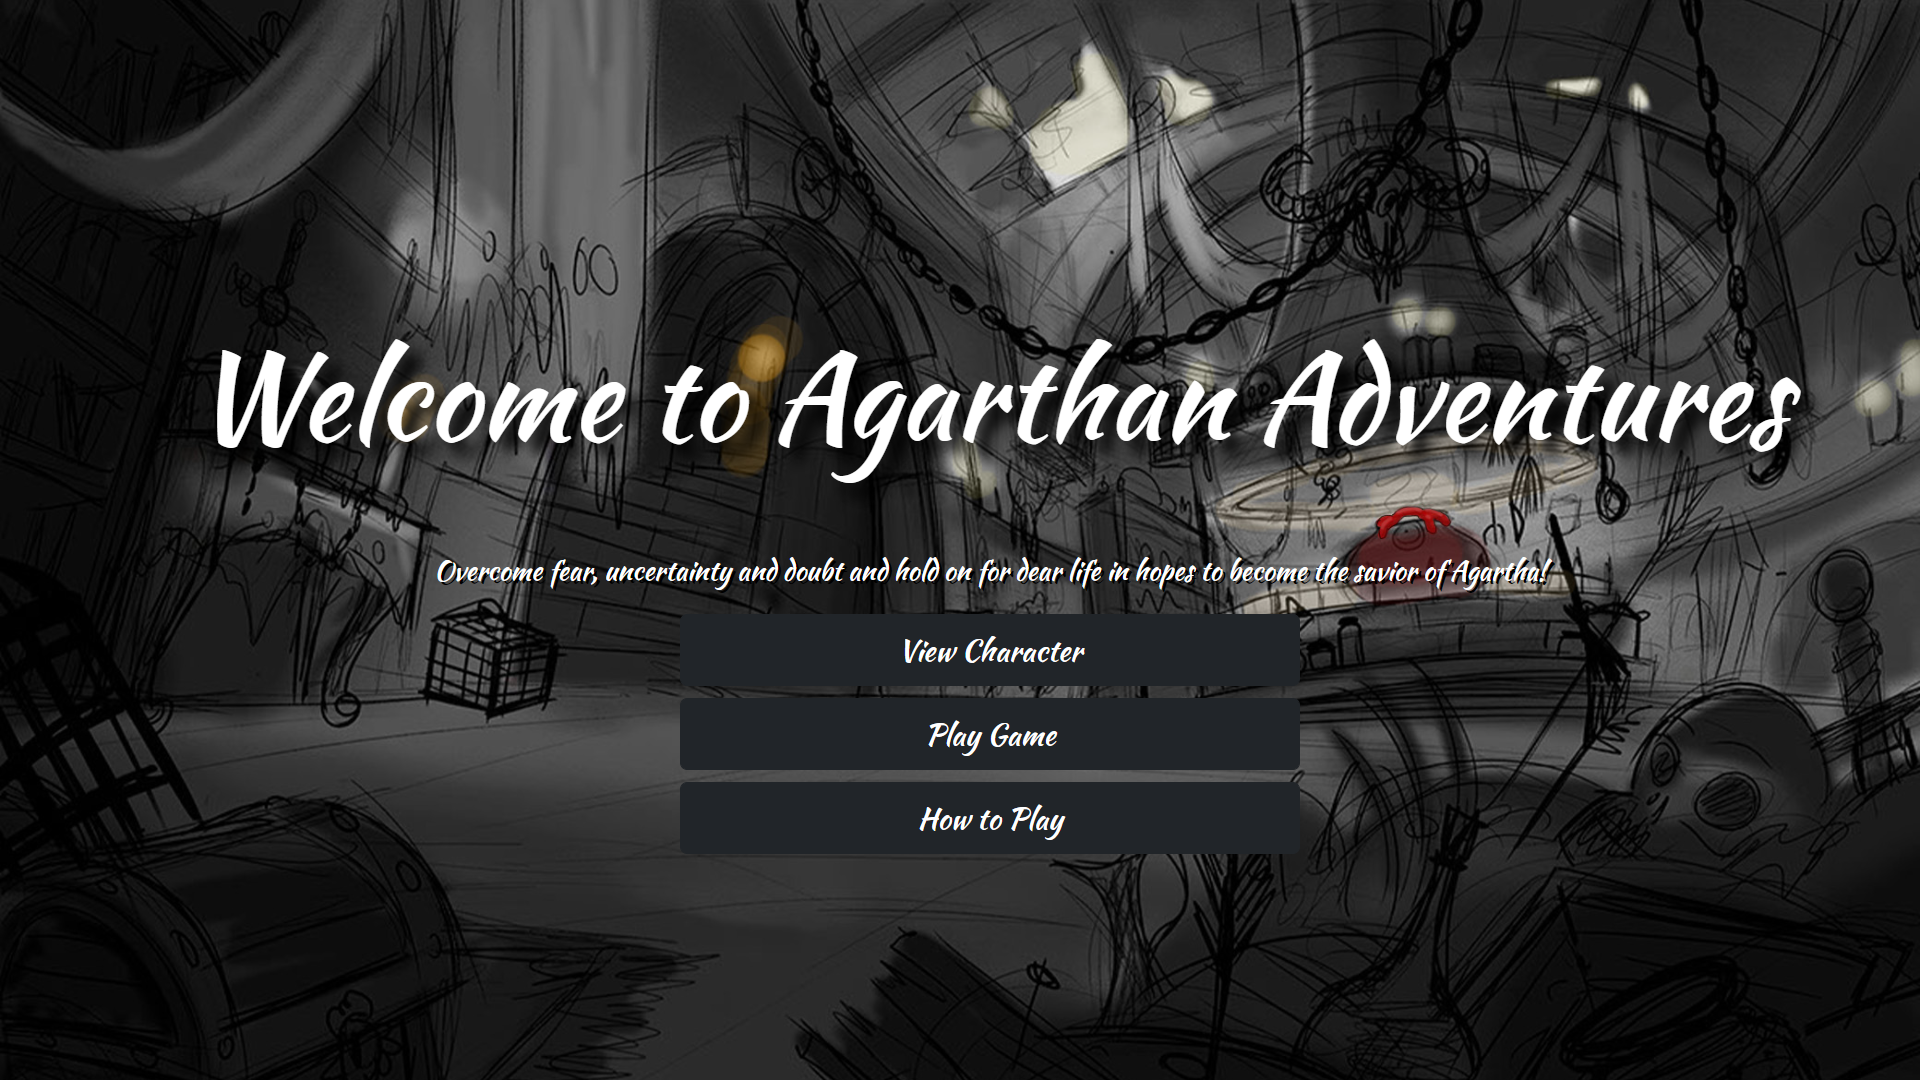 Welcome to Agarthan Adventures
Overcome fear, uncertainty and doubt and hold on for dear life in hopes to become the savior of Agartha!
View Character
Play Game
How to Play